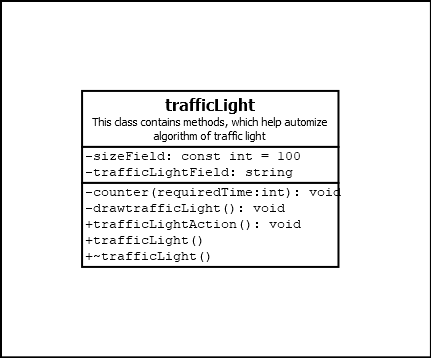 trafficLight
This class contains methods, which help automize
algorithm of traffic light
-sizeField: const int = 100
-trafficLightField: string
-counter(requiredTime:int): void
-drawtrafficLight(): void
+trafficLightAction(): void
+trafficLight()
+~trafficLight()